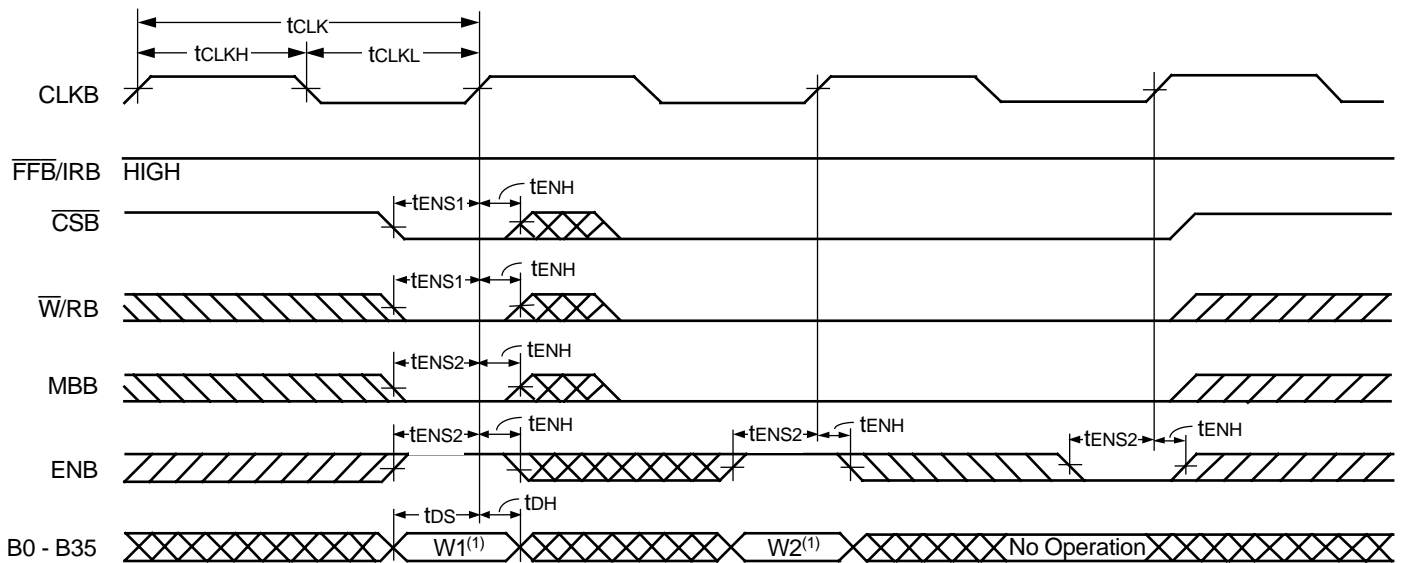 tCLK
tCLKH tCLKL
CLKB
FFB/IRB HIGH
tENS1 tENH
CSB
tENS1 tENH
W/RB
tENS2 tENH
MBB
tENS2 tENH tENS2 tENH tENS2 tENH
ENB
tDS tDH
B0 - B35 W1(1) W2(1) No Operation